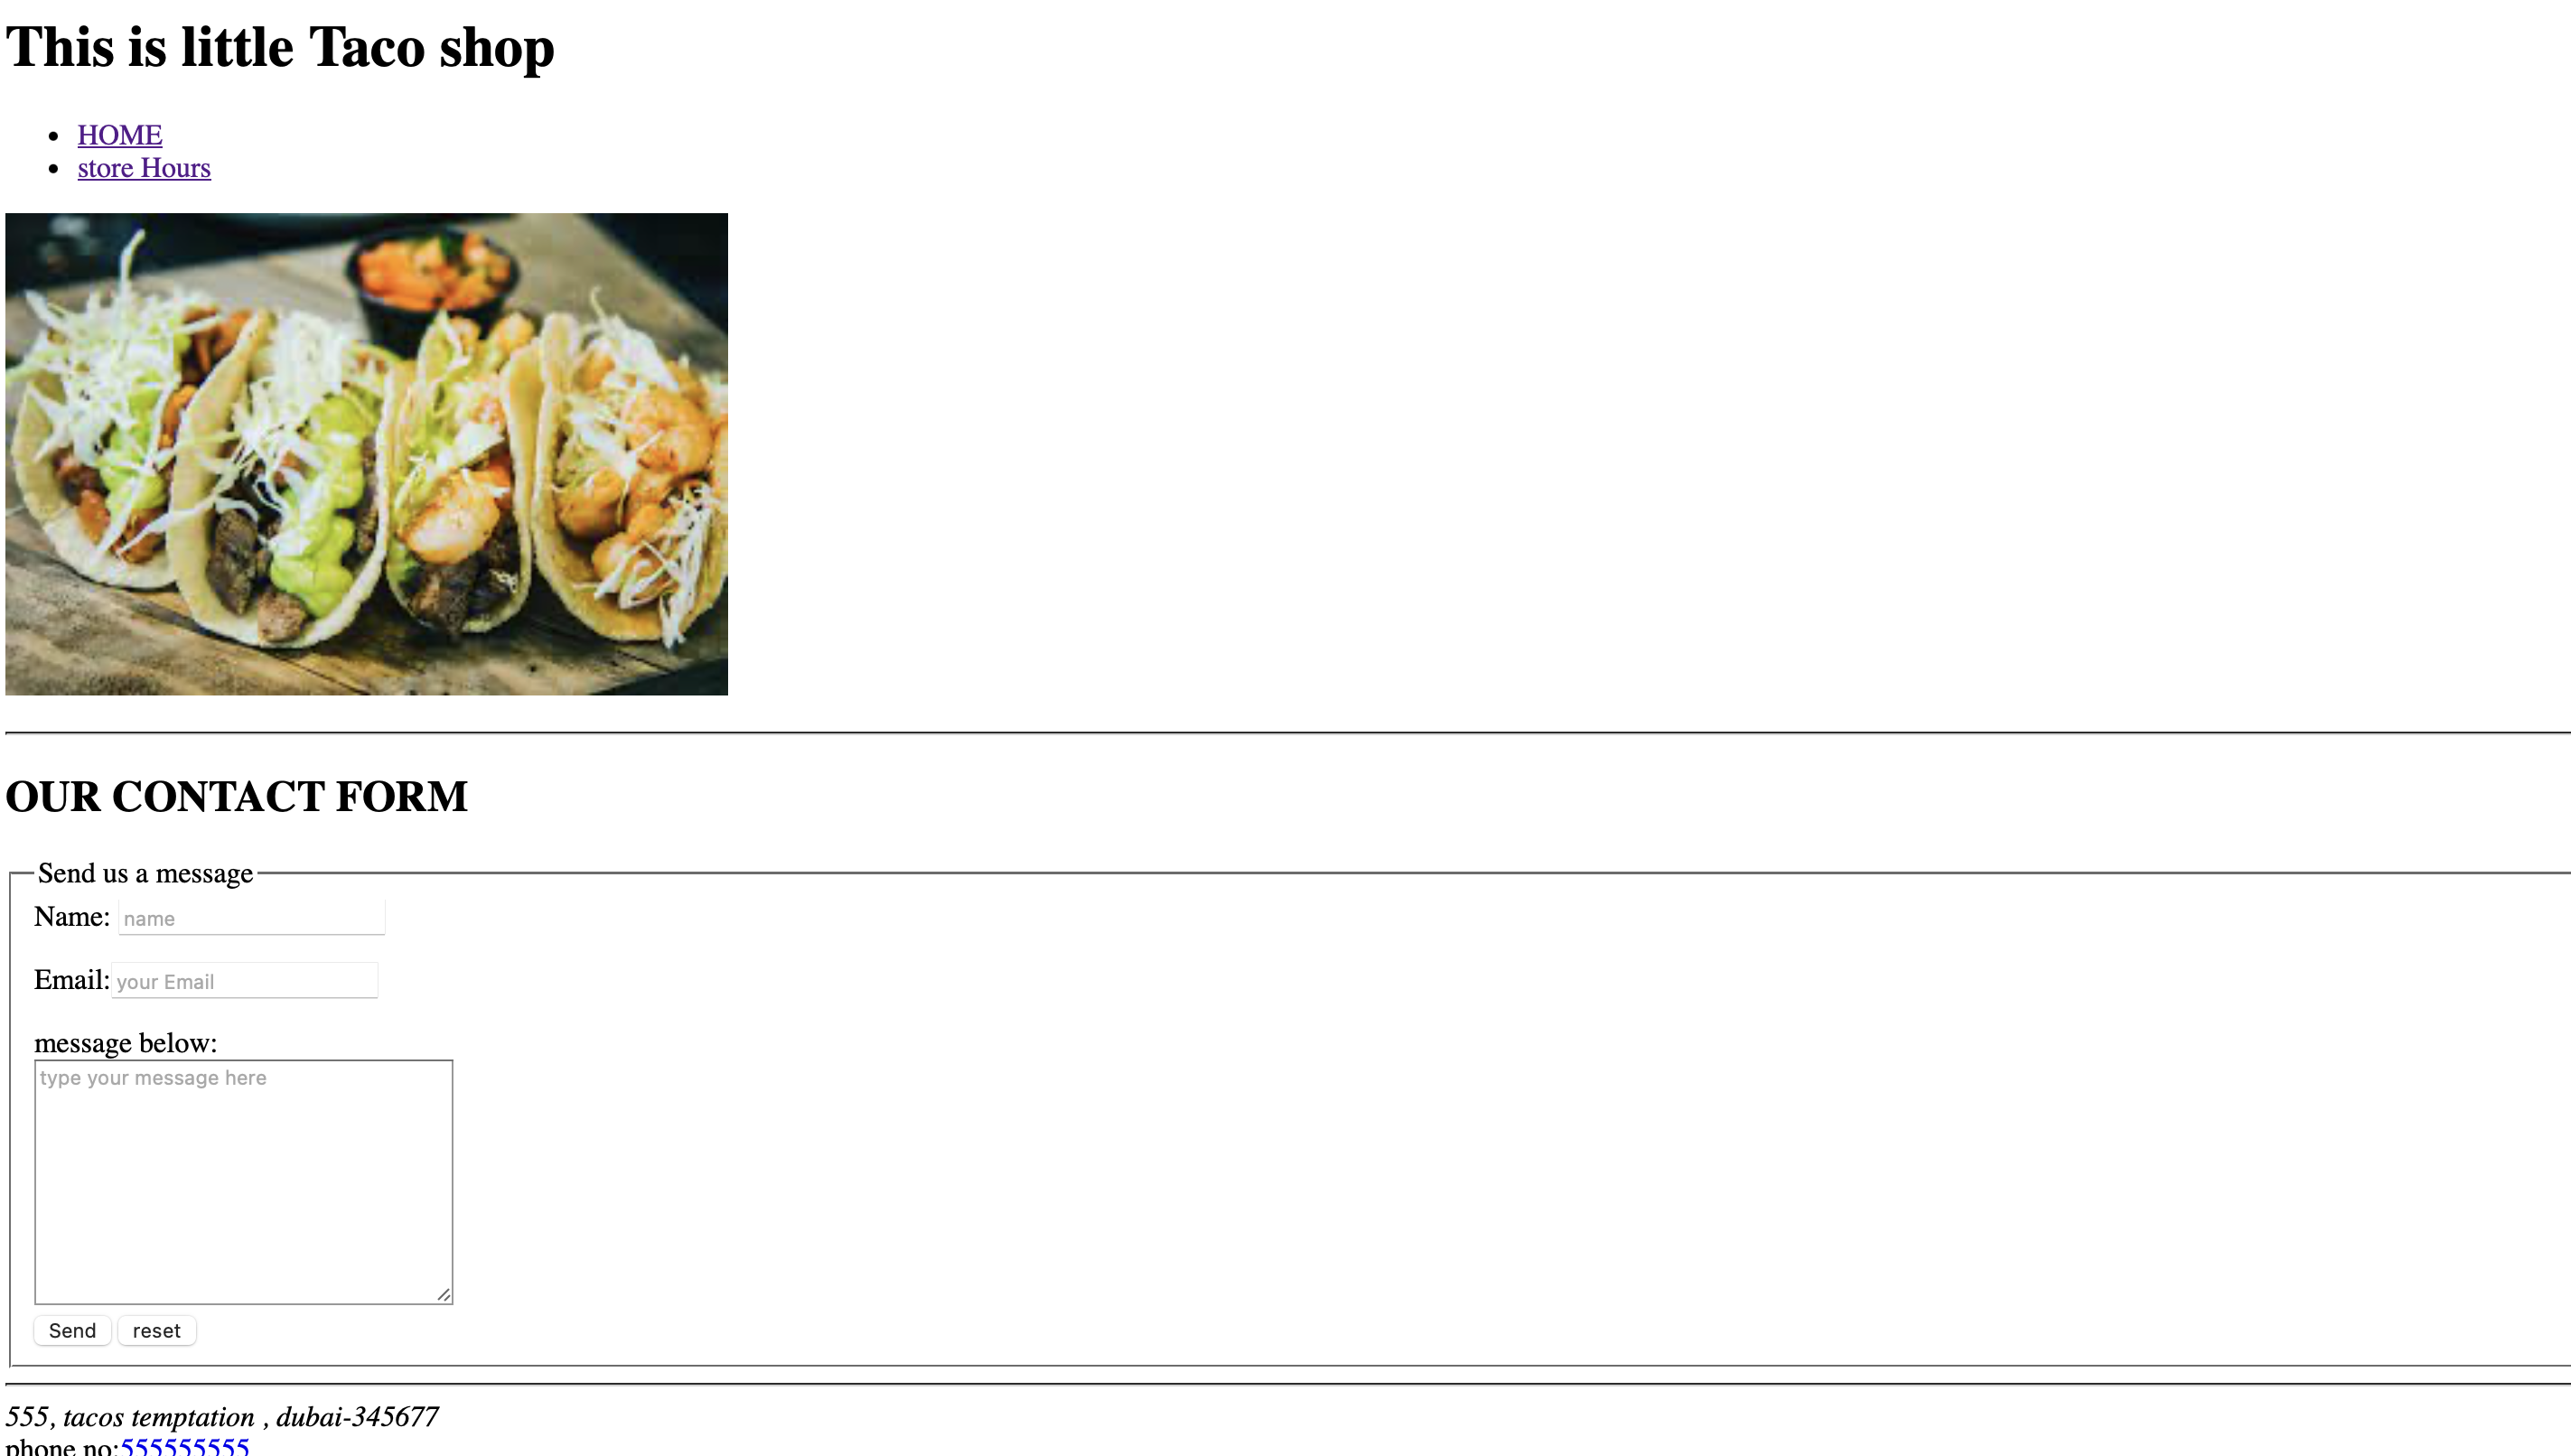 This is little Taco shop
HOME
store Hours
OUR CONTACT FORM
Send us a message
Name: name
Email: your Email
message below:
type your message here
Send reset
555, tacos temptation , dubai-345677
phone no:555555555